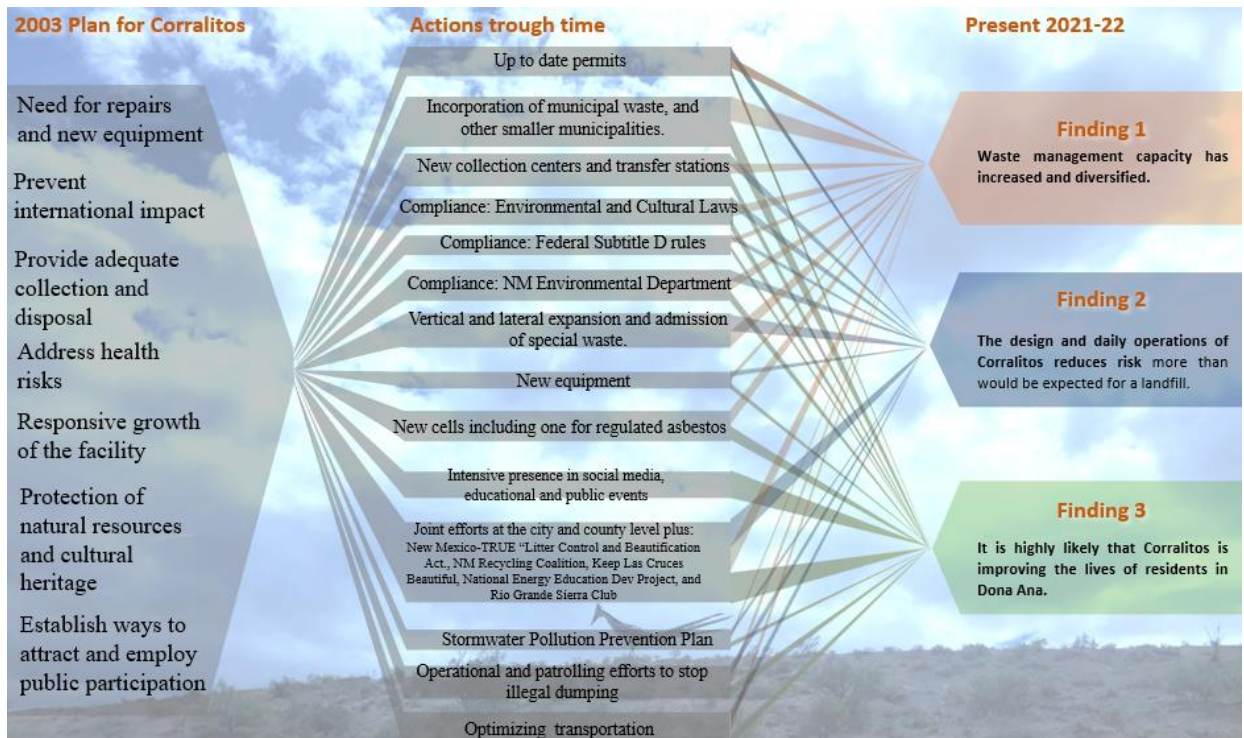 2003 Plan for Corralitos
Need for repairs
and new equipment
Prevent
international impact
Provide adequate
collection and
disposal
Address health
risks
Responsive growth
of the facility
Protection of
natural resources
and cultural
heritage
Establish ways to
attract and employ
public participation
Actions trough time
Up to date permits
Incorporation of municipal waste, and
other smaller municipalities.
New collection centers and transfer stations
Compliance: Environmental and Cultural Laws
Compliance: Federal Subtitle D rules
Compliance: NM Environmental Department
Vertical and lateral expansion and admission
of special waste.
New equipment
New cells including one for regulated asbestos
Intensive presence in social media,
educational and public events
Joint efforts at the city and county level plus:
New Mexico-TRUE “Litter Control and Beautification
Act., NM Recycling Coalition, Keep Las Cruces
Beautiful, National Energy Education Dev Project, and
Rio Grande Sierra Club
Stormwater Pollution Prevention Plan
Operational and patrolling efforts to stop
illegal dumping
Optimizing transportation
Present 2021-22
Finding 1
Waste management capacity has
increased and diversified.
Finding 2
The design and daily operations of
Corralitos reduces risk more than
would be expected for a landfill.
Finding 3
It is highly likely that Corralitos is
improving the lives of residents in
Dona Ana.